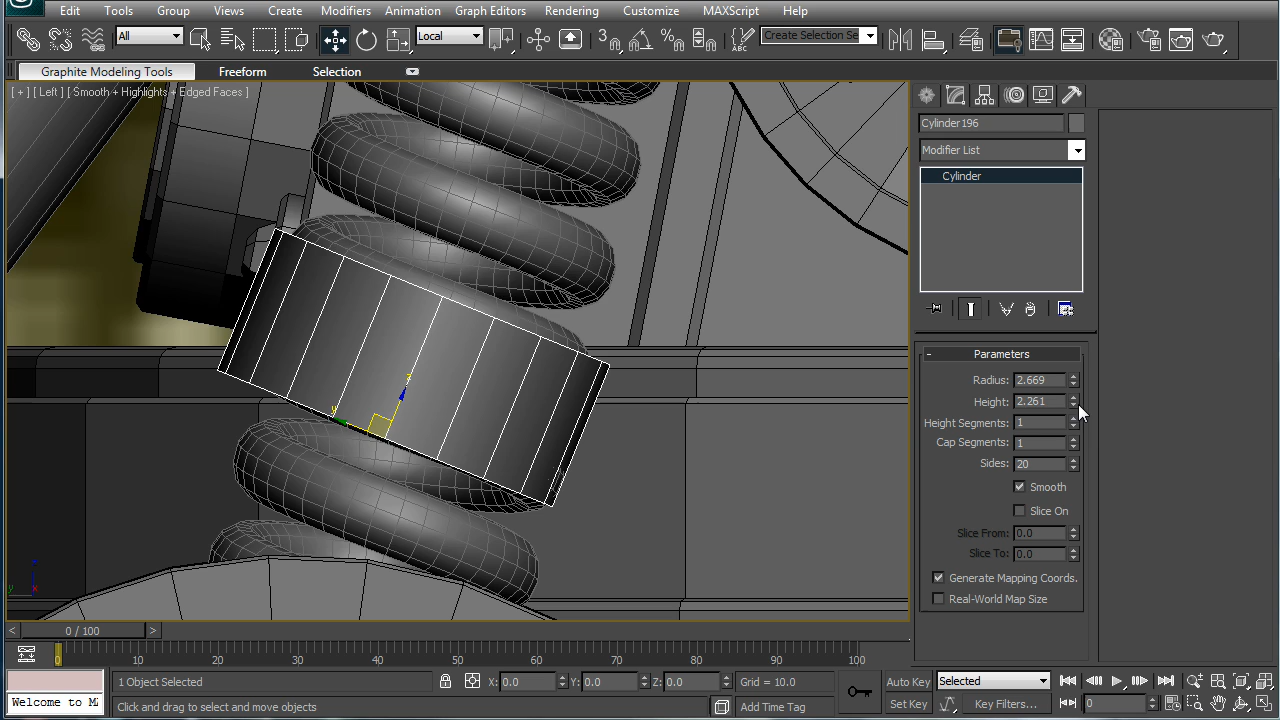 Edit Tools Group Views Create Modifiers Animation Graph Editors Rendering Customize MAXScript Help
All Local 3 Create Selection Se
Graphite Modeling Tools Freeform Selection
[ + ] [ Left ] [ Smooth + Highlights + Edged Faces ]
Cylinder196
Modifier List
Cylinder
- Parameters
Radius: 2.669
Height: 2.261
Height Segments: 1
Cap Segments: 1
Sides: 20
Smooth
Slice On
Slice From: 0.0
Slice To: 0.0
Generate Mapping Coords.
Real-World Map Size
z
y
z
y x
< 0 / 100 >
0 10 20 30 40 50 60 70 80 90 100
1 Object Selected X: 0.0 Y: 0.0 Z: 0.0 Grid = 10.0 Auto Key Selected
Welcome to M Click and drag to select and move objects Add Time Tag Set Key Key Filters... 0